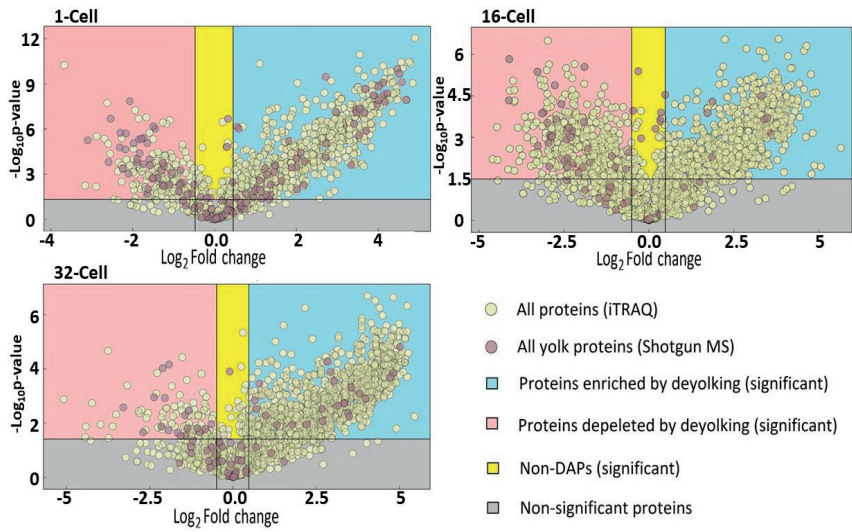 1-Cell
12
9
6
3
0
-Log10p-value
-4
-2
0.0
2
4
Log2 Fold change
16-Cell
6
4.5
3
1.5
0
-Log10p-value
-5
-2.5
0.0
2.5
5
Log2 Fold change
32-Cell
6
4
2
0
-Log10p-value
-5
-2.5
0.0
2.5
5
Log2 Fold change
All proteins (iTRAQ)
All yolk proteins (Shotgun MS)
Proteins enriched by deyolking (significant)
Proteins depeleted by deyolking (significant)
Non-DAPs (significant)
Non-significant proteins